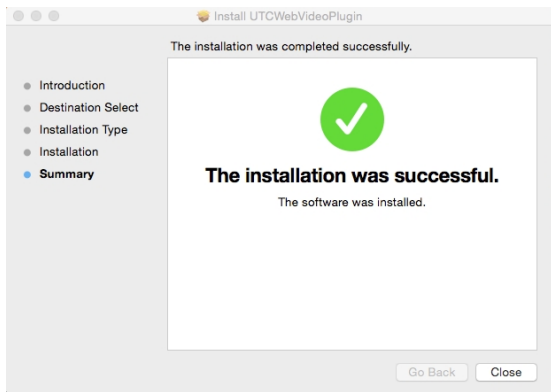 Install UTCWebVideoPlugin
The installation was completed successfully.
Introduction
Destination Select
Installation Type
Installation
Summary
The installation was successful.
The software was installed.
Go Back
Close